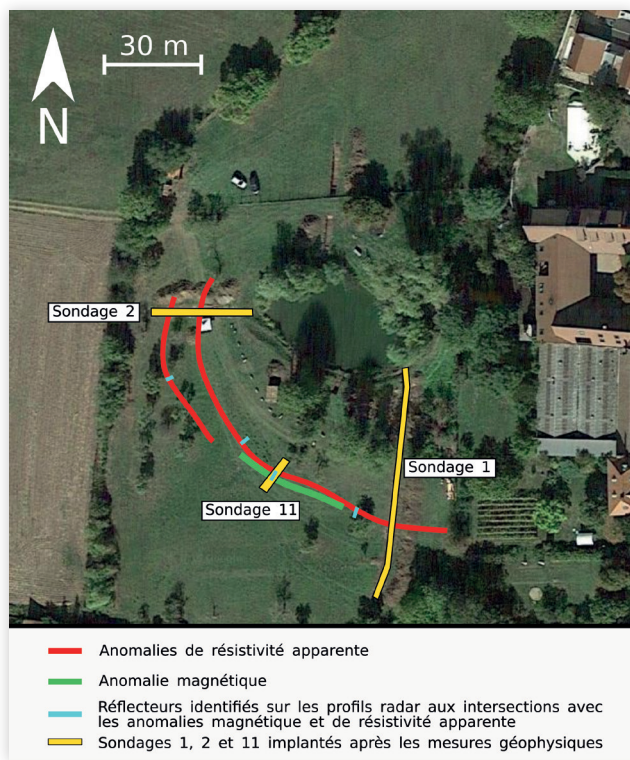 30 m
N
Sondage 2
Sondage 1
Sondage 11
Anomalies de résistivité apparente
Anomalie magnétique
Réflecteurs identifiés sur les profils radar aux intersections avec
les anomalies magnétique et de résistivité apparente
Sondages 1, 2 et 11 implantés après les mesures géophysiques